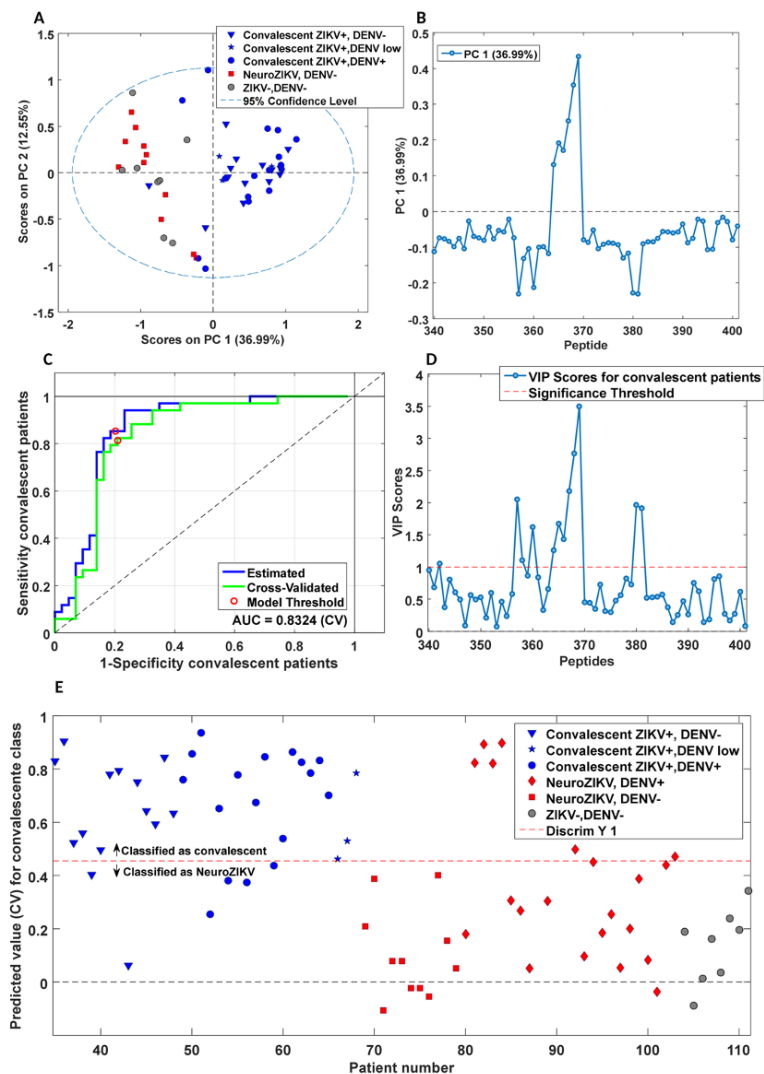 A
Convalescent ZIKV+, DENV-
Convalescent ZIKV+,DENV low
Convalescent ZIKV+,DENV+
NeuroZIKV, DENV-
ZIKV-,DENV-
95% Confidence Level
1.5
1
0.5
0
-0.5
-1
-1.5
-2
-1
0
1
2
Scores on PC 2 (12.55%)
Scores on PC 1 (36.99%)
B
PC 1 (36.99%)
0.5
0.4
0.3
0.2
0.1
0
-0.1
-0.2
-0.3
340
350
360
370
380
390
400
PC 1 (36.99%)
Peptide
C
1
0.8
0.6
0.4
0.2
0
0
0.2
0.4
0.6
0.8
1
Sensitivity convalescent patients
1-Specificity convalescent patients
Estimated
Cross-Validated
Model Threshold
AUC = 0.8324 (CV)
D
VIP Scores for convalescent patients
Significance Threshold
4
3.5
3
2.5
2
1.5
1
0.5
0
340
350
360
370
380
390
400
VIP Scores
Peptides
E
Convalescent ZIKV+, DENV-
Convalescent ZIKV+,DENV low
Convalescent ZIKV+,DENV+
NeuroZIKV, DENV+
NeuroZIKV, DENV-
ZIKV-,DENV-
Discrim Y 1
Classified as convalescent
Classified as NeuroZIKV
1
0.8
0.6
0.4
0.2
0
40
50
60
70
80
90
100
110
Predicted value (CV) for convalescente class
Patient number